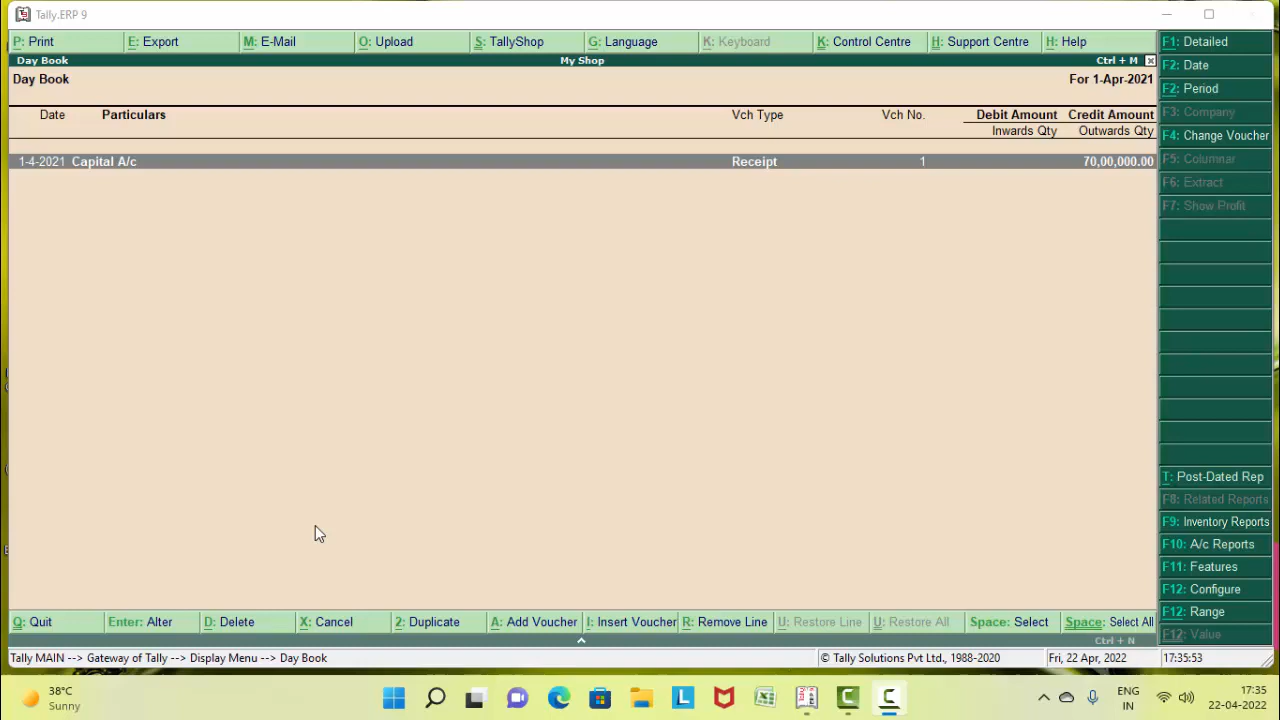 Tally.ERP 9
P: Print E: Export M: E-Mail O: Upload S: TallyShop G: Language K: Keyboard K: Control Centre H: Support Centre H: Help
Day Book My Shop Ctrl + M
Day Book For 1-Apr-2021
Date Particulars Vch Type Vch No. Debit Amount Credit Amount
Inwards Qty Outwards Qty
1-4-2021 Capital A/c Receipt 1 70,00,000.00
F1: Detailed
F2: Date
F2: Period
F3: Company
F4: Change Voucher
F5: Columnar
F6: Extract
F7: Show Profit
T: Post-Dated Rep
F8: Related Reports
F9: Inventory Reports
F10: A/c Reports
F11: Features
F12: Configure
F12: Range
F12: Value
Q: Quit Enter: Alter D: Delete X: Cancel 2: Duplicate A: Add Voucher I: Insert Voucher R: Remove Line U: Restore Line U: Restore All Space: Select Space: Select All
Ctrl + N
Tally MAIN --> Gateway of Tally --> Display Menu --> Day Book © Tally Solutions Pvt Ltd., 1988-2020 Fri, 22 Apr, 2022 17:35:53
38°C
Sunny
ENG
IN
17:35
22-04-2022